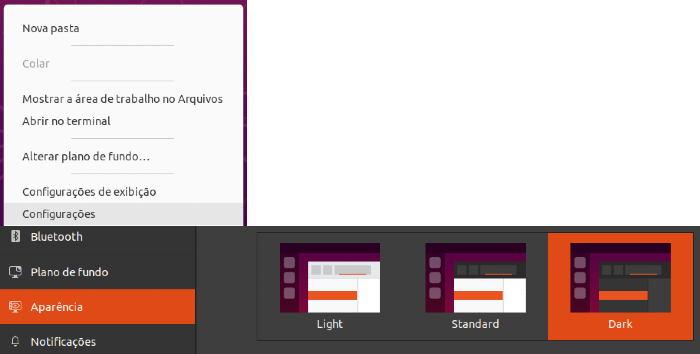 Nova pasta
Colar
Mostrar a área de trabalho no Arquivos
Abrir no terminal
Alterar plano de fundo...
Configurações de exibição
Configurações
Bluetooth
Plano de fundo
Aparência
Notificações
Light
Standard
Dark